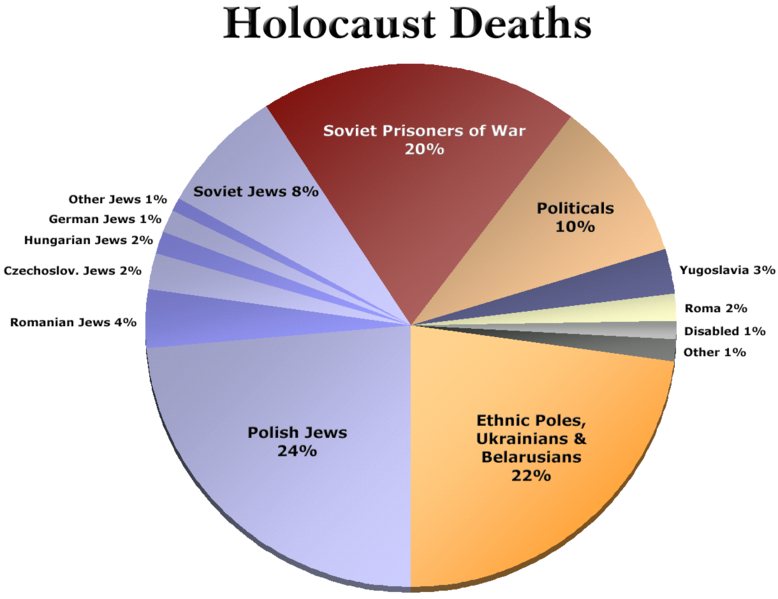 Holocaust Deaths
Soviet Prisoners of War
20%
Soviet Jews 8%
Other Jews 1%
German Jews 1%
Hungarian Jews 2%
Czechoslov. Jews 2%
Romanian Jews 4%
Politicals
10%
Yugoslavia 3%
Roma 2%
Disabled 1%
Other 1%
Polish Jews
24%
Ethnic Poles,
Ukrainians &
Belarusians
22%